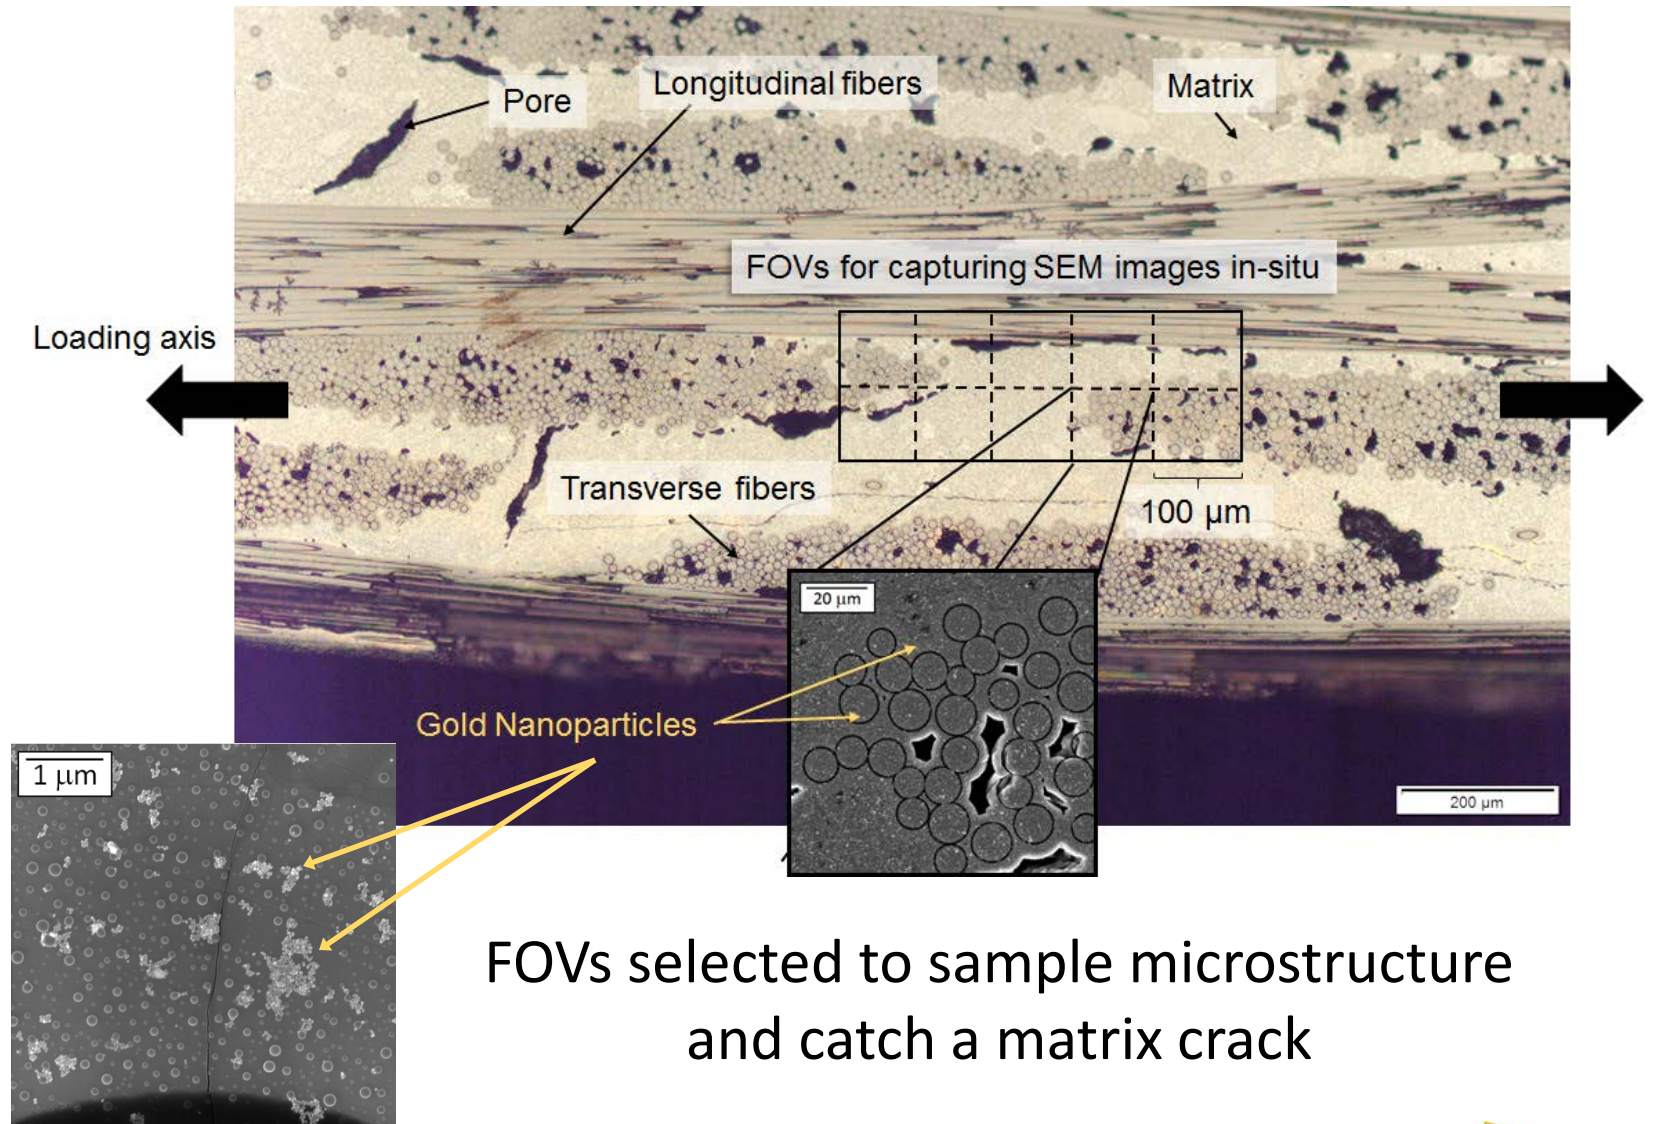 Pore
Longitudinal fibers
Matrix
FOVs for capturing SEM images in-situ
Loading axis
Transverse fibers
100 µm
20 µm
Gold Nanoparticles
1 µm
200 µm
FOVs selected to sample microstructure
and catch a matrix crack